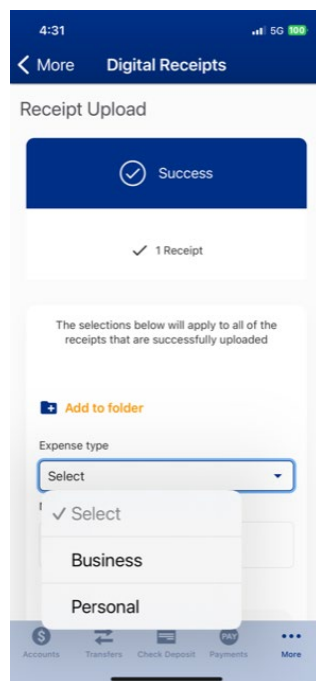 4:31
5G 100
More
Digital Receipts
Receipt Upload
Success
1 Receipt
The selections below will apply to all of the
receipts that are successfully uploaded
Add to folder
Expense type
Select
Select
Business
Personal
$
PAY
Accounts
Transfers
Check Deposit
Payments
More